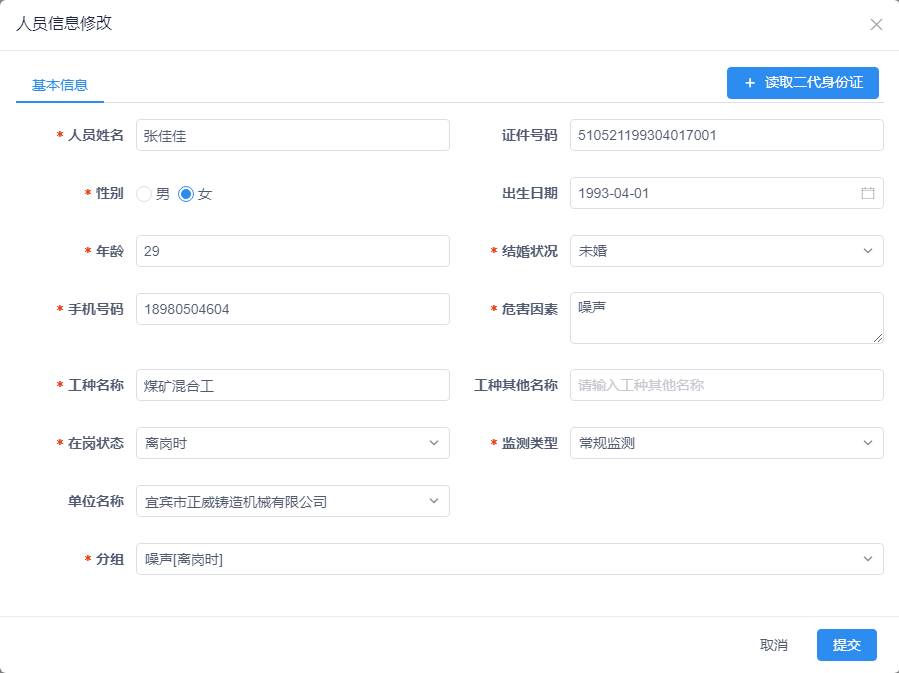 人员信息修改
基本信息
+ 读取二代身份证
* 人员姓名 张佳佳 证件号码 510521199304017001
* 性别 男 女 出生日期 1993-04-01
* 年龄 29 * 结婚状况 未婚
* 手机号码 18980504604 * 危害因素 噪声
* 工种名称 煤矿混合工 工种其他名称 请输入工种其他名称
* 在岗状态 离岗时 * 监测类型 常规监测
单位名称 宜宾市正威铸造机械有限公司
* 分组 噪声[离岗时]
取消 提交